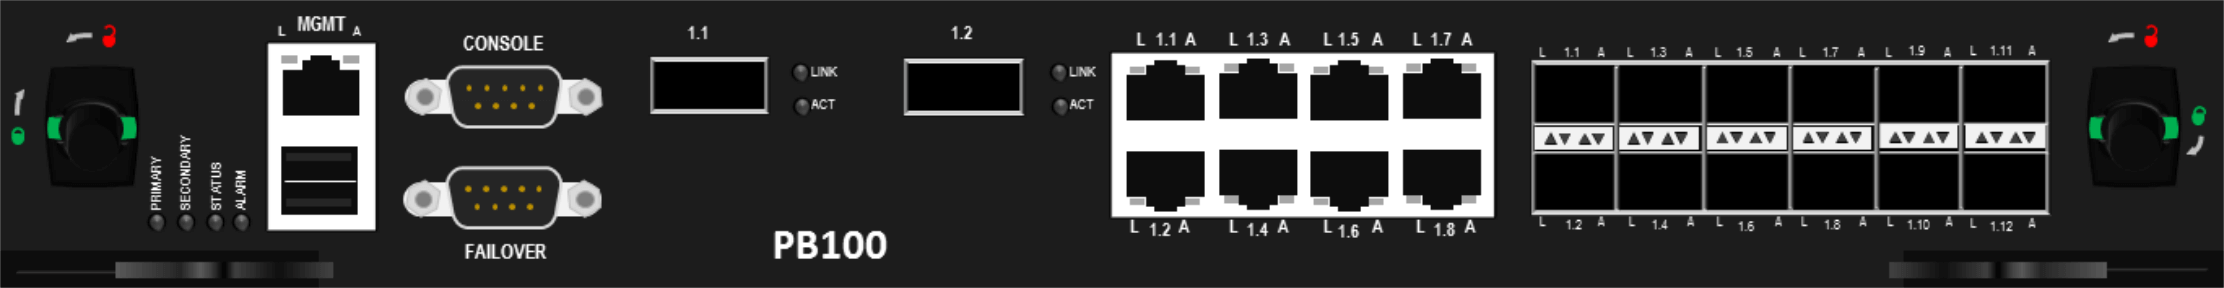 L MGMT A
PRIMARY
SECONDARY
STATUS
ALARM
CONSOLE
FAILOVER
1.1
LINK
ACT
1.2
LINK
ACT
PB100
L 1.1 A L 1.3 A L 1.5 A L 1.7 A
L 1.2 A L 1.4 A L 1.6 A L 1.8 A
L 1.1 A L 1.3 A L 1.5 A L 1.7 A L 1.9 A L 1.11 A
L 1.2 A L 1.4 A L 1.6 A L 1.8 A L 1.10 A L 1.12 A